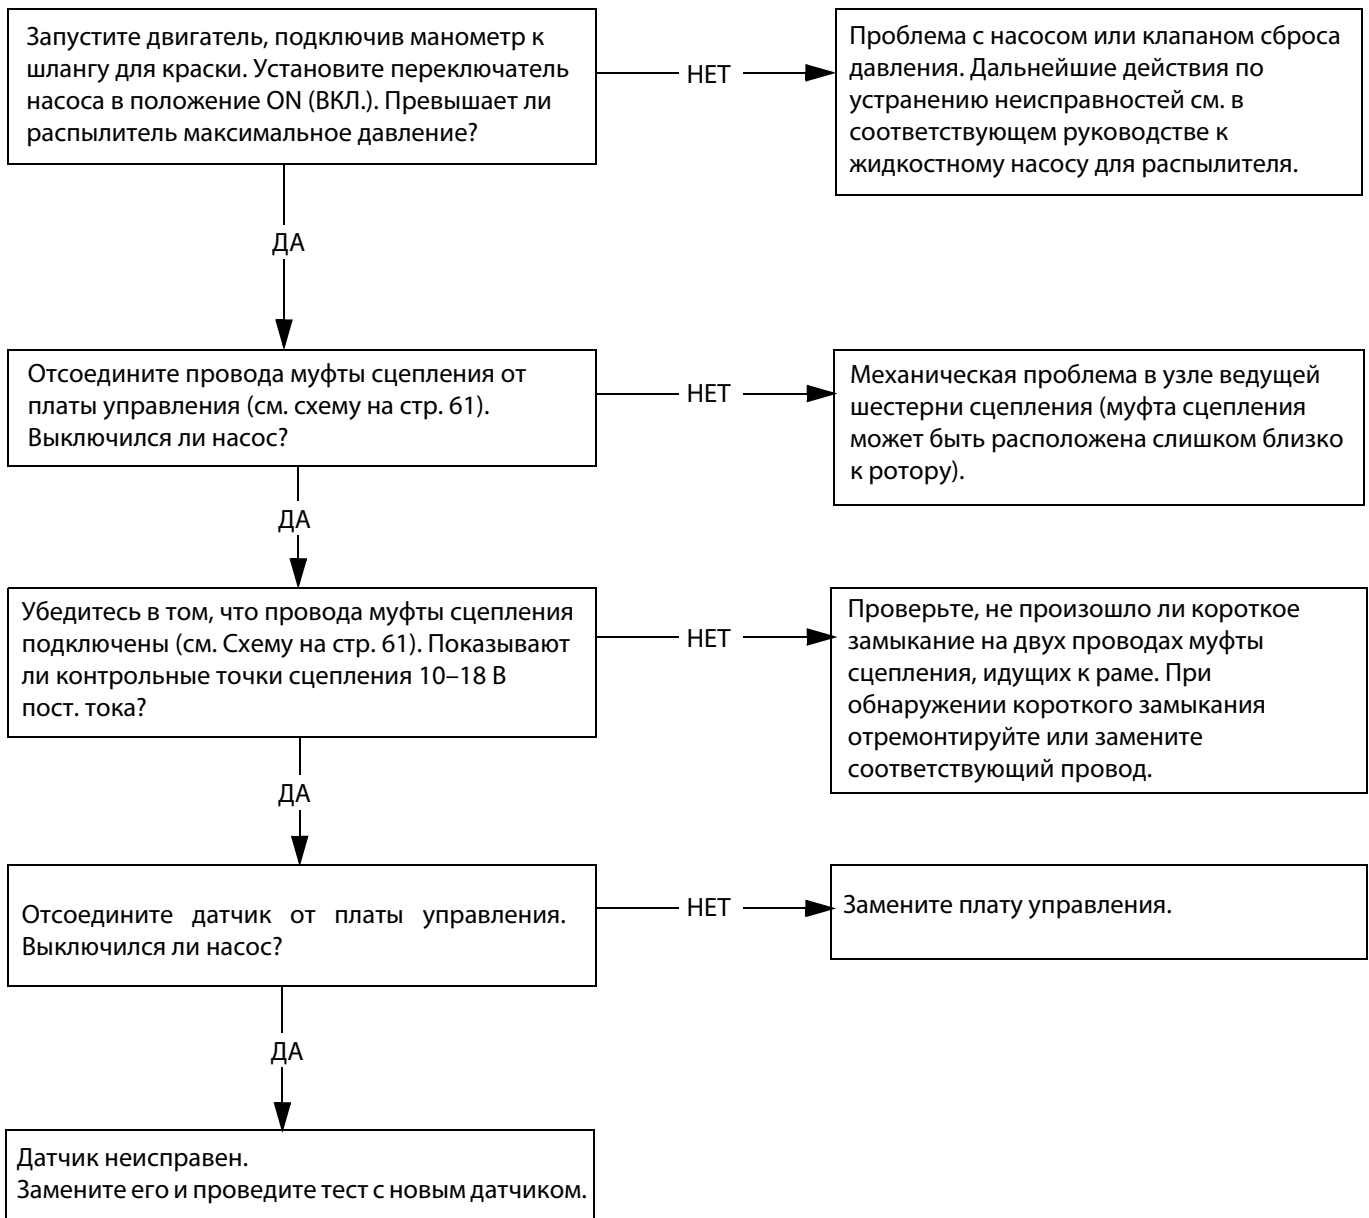 Запустите двигатель, подключив манометр к
шлангу для краски. Установите переключатель
насоса в положение ON (ВКЛ.). Превышает ли
распылитель максимальное давление?
НЕТ
Проблема с насосом или клапаном сброса
давления. Дальнейшие действия по
устранению неисправностей см. в
соответствующем руководстве к
жидкостному насосу для распылителя.
ДА
Отсоедините провода муфты сцепления от
платы управления (см. схему на стр. 61).
Выключился ли насос?
НЕТ
Механическая проблема в узле ведущей
шестерни сцепления (муфта сцепления
может быть расположена слишком близко
к ротору).
ДА
Убедитесь в том, что провода муфты сцепления
подключены (см. Схему на стр. 61). Показывают
ли контрольные точки сцепления 10–18 В
пост. тока?
НЕТ
Проверьте, не произошло ли короткое
замыкание на двух проводах муфты
сцепления, идущих к раме. При
обнаружении короткого замыкания
отремонтируйте или замените
соответствующий провод.
ДА
Отсоедините датчик от платы управления.
Выключился ли насос?
НЕТ
Замените плату управления.
ДА
Датчик неисправен.
Замените его и проведите тест с новым датчиком.